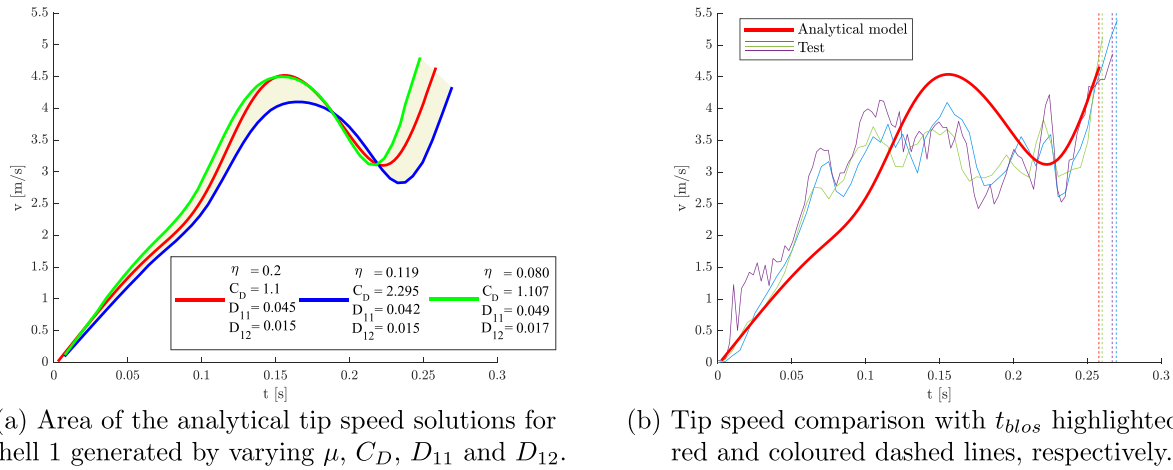 5.5
5
4.5
4
3.5
3
2.5
2
1.5
1
0.5
0
v [m/s]
0 0.05 0.1 0.15 0.2 0.25 0.3
t [s]
η = 0.2
C_D = 1.1
D_11 = 0.045
D_12 = 0.015
η = 0.119
C_D = 2.295
D_11 = 0.042
D_12 = 0.015
η = 0.080
C_D = 1.107
D_11 = 0.049
D_12 = 0.017
a) Area of the analytical tip speed solutions for
hell 1 generated by varying μ, C_D, D_11 and D_12.
5.5
5
4.5
4
3.5
3
2.5
2
1.5
1
0.5
0
v [m/s]
0 0.05 0.1 0.15 0.2 0.25 0.3
t [s]
Analytical model
Test
(b) Tip speed comparison with t_blos highlighted
red and coloured dashed lines, respectively.